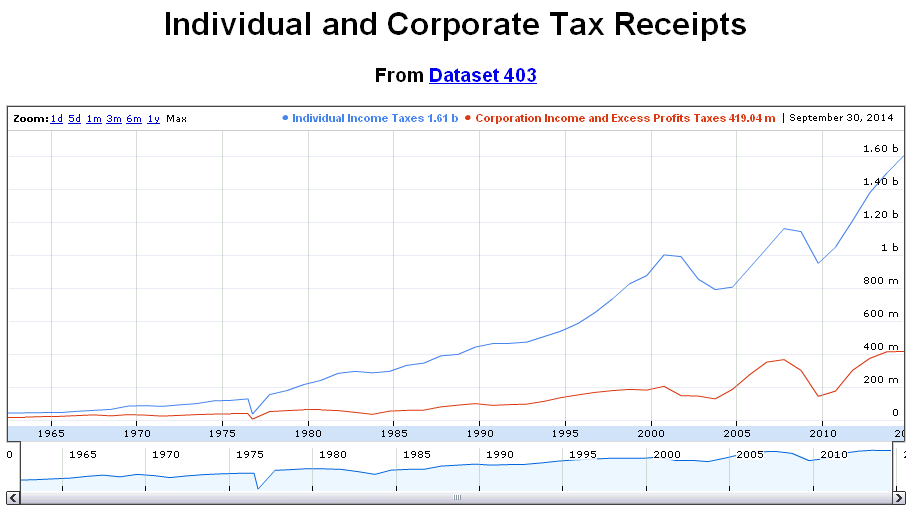 Individual and Corporate Tax Receipts
From Dataset 403
Zoom: 1d 5d 1m 3m 6m 1y Max ● Individual Income Taxes 1.61 b ● Corporation Income and Excess Profits Taxes 419.04 m | September 30, 2014
1.60 b
1.40 b
1.20 b
1 b
800 m
600 m
400 m
200 m
0
1965 1970 1975 1980 1985 1990 1995 2000 2005 2010 20
0 1965 1970 1975 1980 1985 1990 1995 2000 2005 2010 2